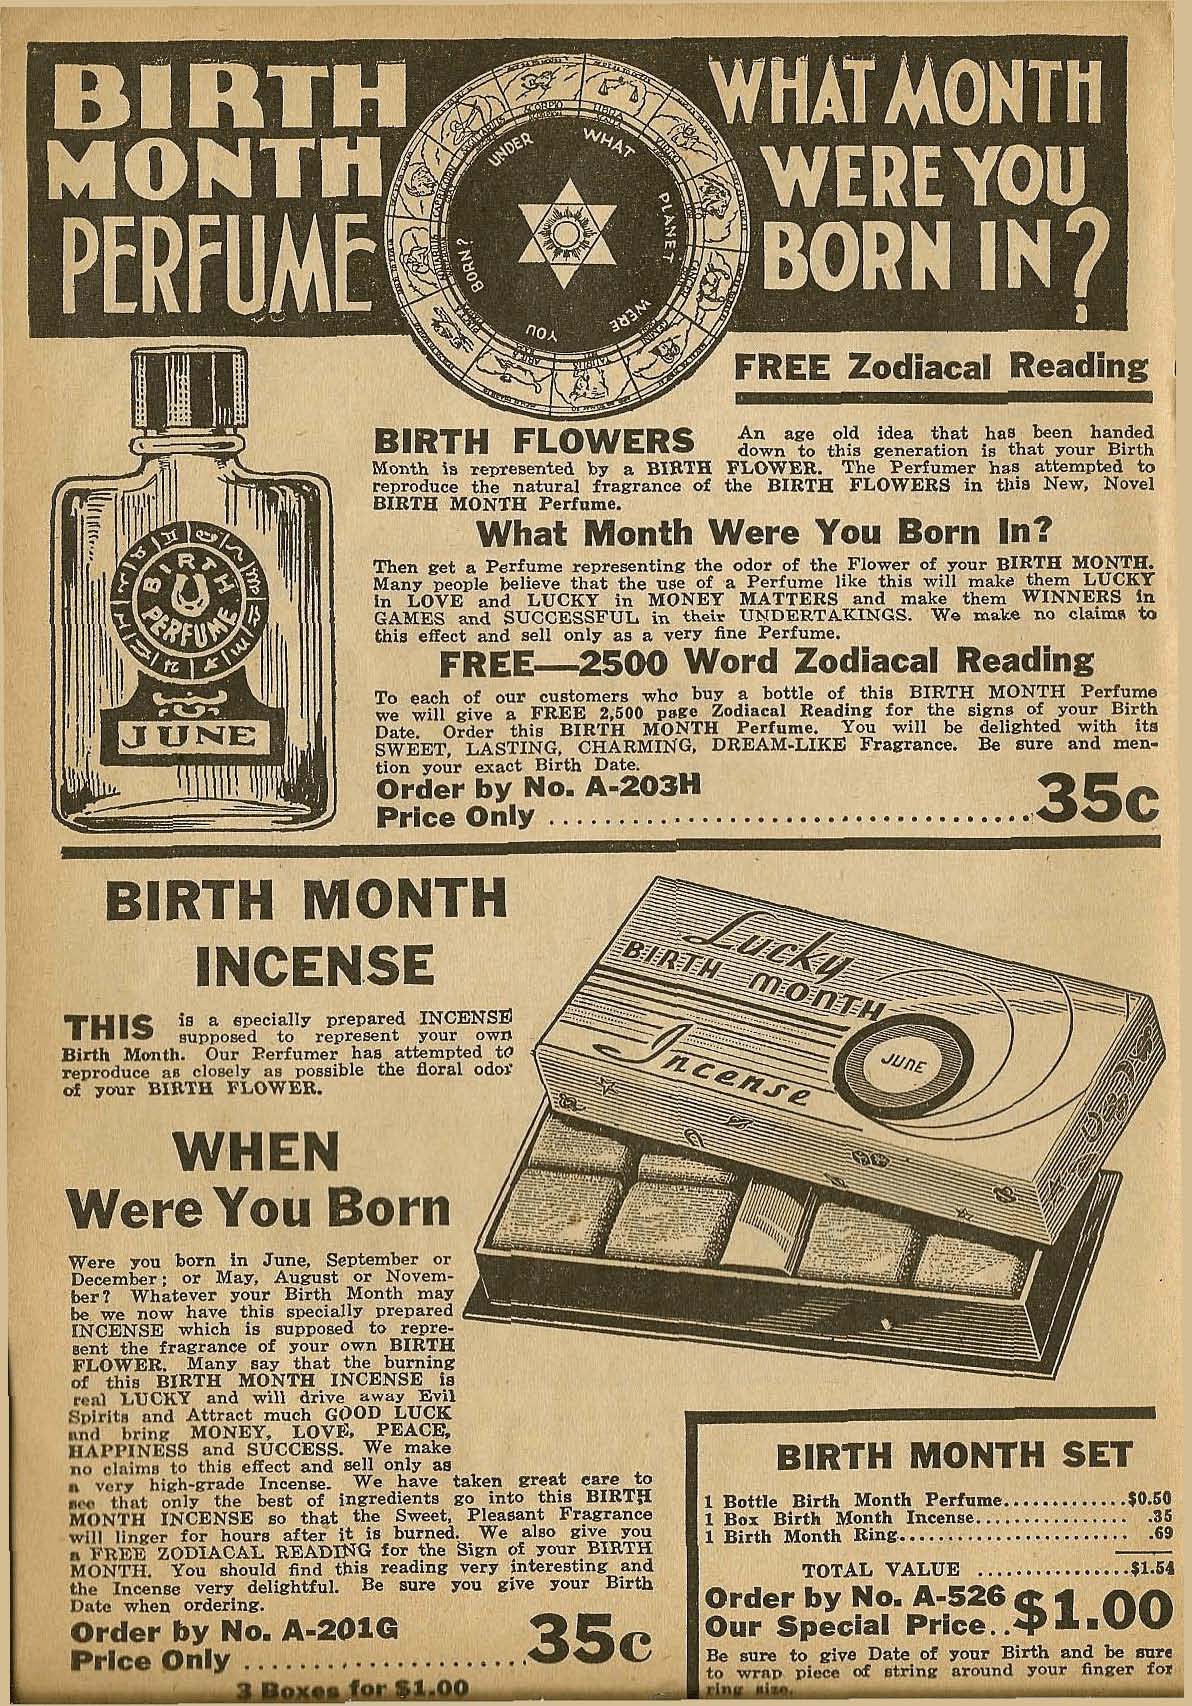 BIRTH
MONTH
PERFUME
UNDER WHAT PLANET WERE YOU BORN?
SCORPIO
LIBRA
WHAT MONTH
WERE YOU
BORN IN?
FREE Zodiacal Reading
BIRTH
PERFUME
JUNE
BIRTH FLOWERS An age old idea that has been handed
down to this generation is that your Birth
Month is represented by a BIRTH FLOWER. The Perfumer has attempted to
reproduce the natural fragrance of the BIRTH FLOWERS in this New, Novel
BIRTH MONTH Perfume.
What Month Were You Born In?
Then get a Perfume representing the odor of the Flower of your BIRTH MONTH.
Many people believe that the use of a Perfume like this will make them LUCKY
in LOVE and LUCKY in MONEY MATTERS and make them WINNERS in
GAMES and SUCCESSFUL in their UNDERTAKINGS. We make no claims to
this effect and sell only as a very fine Perfume.
FREE—2500 Word Zodiacal Reading
To each of our customers who buy a bottle of this BIRTH MONTH Perfume
we will give a FREE 2,500 page Zodiacal Reading for the signs of your Birth
Date. Order this BIRTH MONTH Perfume. You will be delighted with its
SWEET, LASTING, CHARMING, DREAM-LIKE Fragrance. Be sure and men-
tion your exact Birth Date.
Order by No. A-203H
Price Only ..................................... 35c
BIRTH MONTH
INCENSE
THIS is a specially prepared INCENSE
supposed to represent your own
Birth Month. Our Perfumer has attempted to
reproduce as closely as possible the floral odor
of your BIRTH FLOWER.
Lucky
BIRTH MONTH
Incense
JUNE
WHEN
Were You Born
Were you born in June, September or
December; or May, August or Novem-
ber? Whatever your Birth Month may
be we now have this specially prepared
INCENSE which is supposed to repre-
sent the fragrance of your own BIRTH
FLOWER. Many say that the burning
of this BIRTH MONTH INCENSE is
real LUCKY and will drive away Evil
Spirits and Attract much GOOD LUCK
and bring MONEY, LOVE, PEACE,
HAPPINESS and SUCCESS. We make
no claims to this effect and sell only as
a very high-grade Incense. We have taken great care to
see that only the best of ingredients go into this BIRTH
MONTH INCENSE so that the Sweet, Pleasant Fragrance
will linger for hours after it is burned. We also give you
a FREE ZODIACAL READING for the Sign of your BIRTH
MONTH. You should find this reading very interesting and
the Incense very delightful. Be sure you give your Birth
Date when ordering.
Order by No. A-201G
Price Only ...................... 35c
3 Boxes for $1.00
BIRTH MONTH SET
1 Bottle Birth Month Perfume.............$0.50
1 Box Birth Month Incense................ .35
1 Birth Month Ring........................ .69
TOTAL VALUE ................$1.54
Order by No. A-526
Our Special Price.. $1.00
Be sure to give Date of your Birth and be sure
to wrap piece of string around your finger for
ring size.